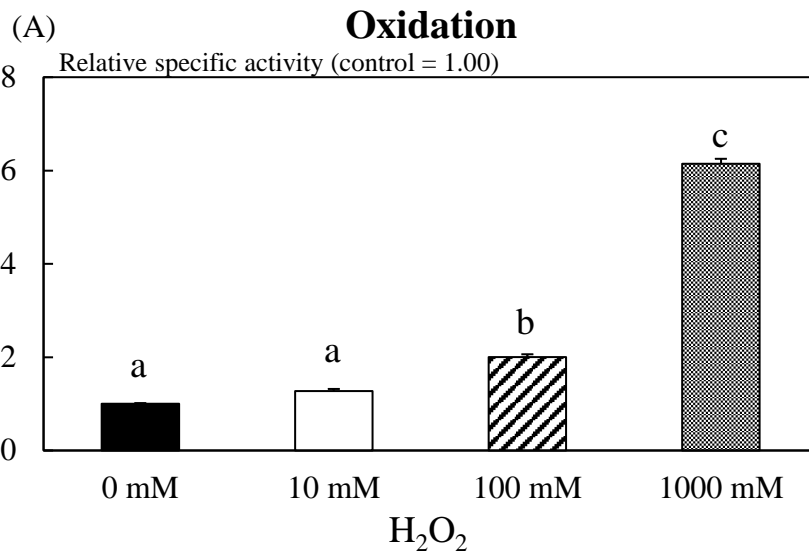 (A)
Oxidation
Relative specific activity (control = 1.00)
8
6
4
2
0
a
a
b
c
0 mM
10 mM
100 mM
1000 mM
H₂O₂